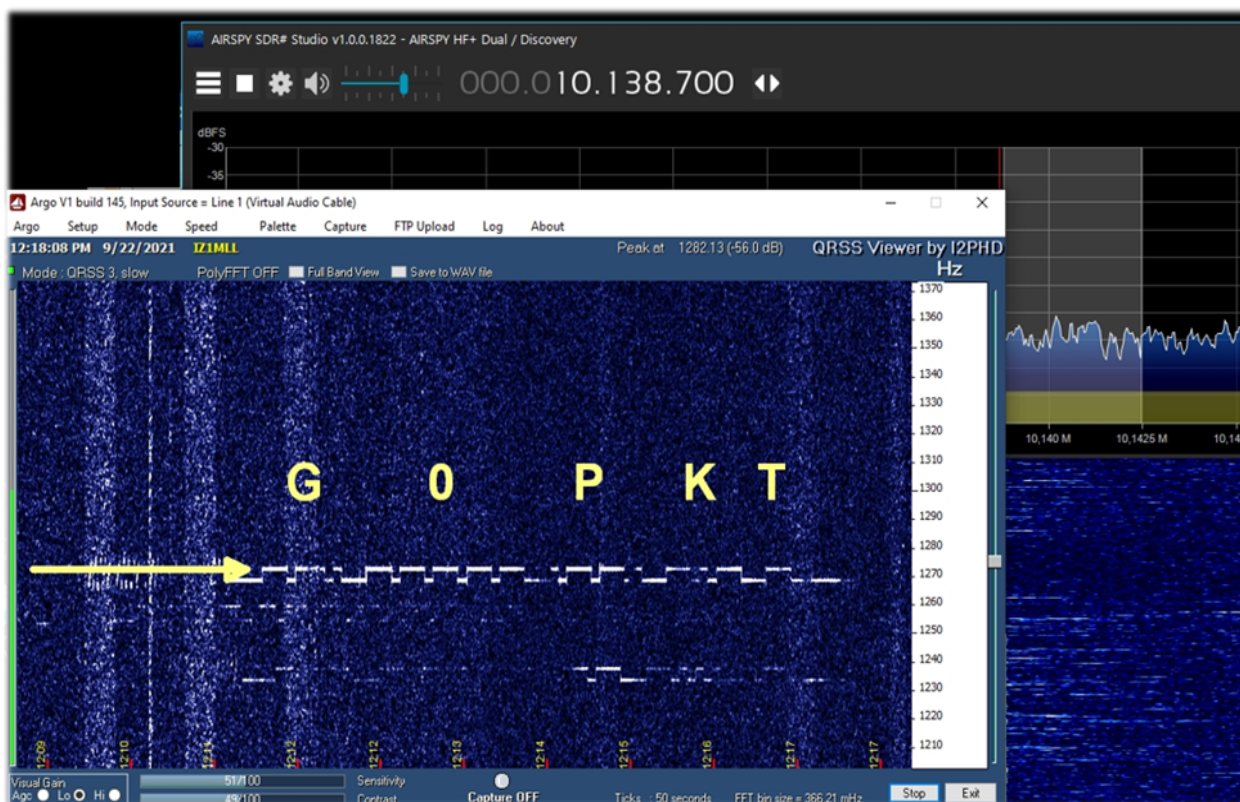 AIRSPY SDR# Studio v1.0.0.1822 - AIRSPY HF+ Dual / Discovery
000.010.138.700
dBFS
-30
-35
Argo V1 build 145, Input Source = Line 1 (Virtual Audio Cable)
Argo Setup Mode Speed Palette Capture FTP Upload Log About
12:18:08 PM 9/22/2021 IZ1MLL Peak at 1282.13 (-56.0 dB) QRSS Viewer by I2PHD
Mode : QRSS 3, slow PolyFFT OFF Full Band View Save to WAV file Hz
1370
1360
1350
1340
1330
1320
1310
1300
1290
1280
1270
1260
1250
1240
1230
1220
1210
10,140 M 10,1425 M 10,14
G 0 P K T
12:09 12:10 12:11 12:12 12:12 12:13 12:14 12:15 12:16 12:17 12:17
Visual Gain
Agc Lo Hi
51/100 Sensitivity
49/100 Contrast
Capture OFF
Ticks : 50 seconds FFT bin size = 366.21 mHz
Stop Exit